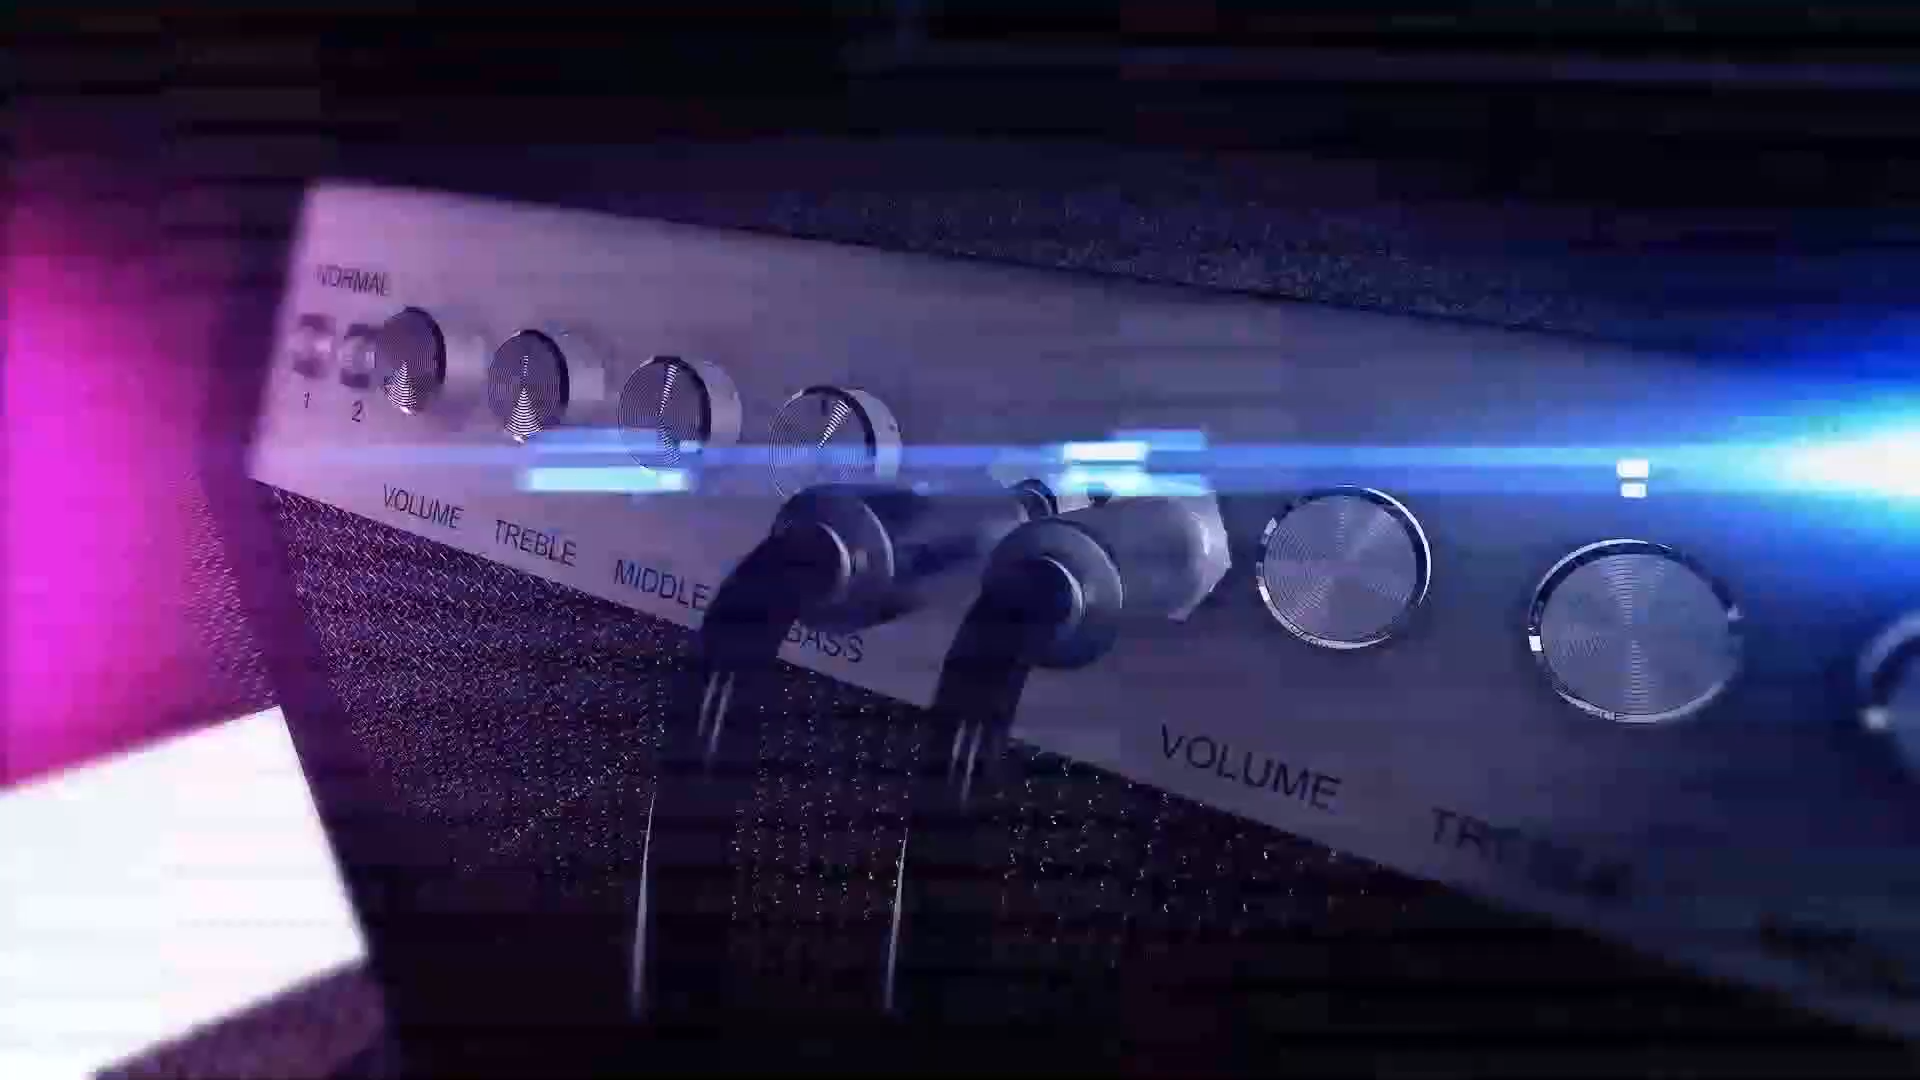 NORMAL
1 2
VOLUME TREBLE MIDDLE BASS
VOLUME